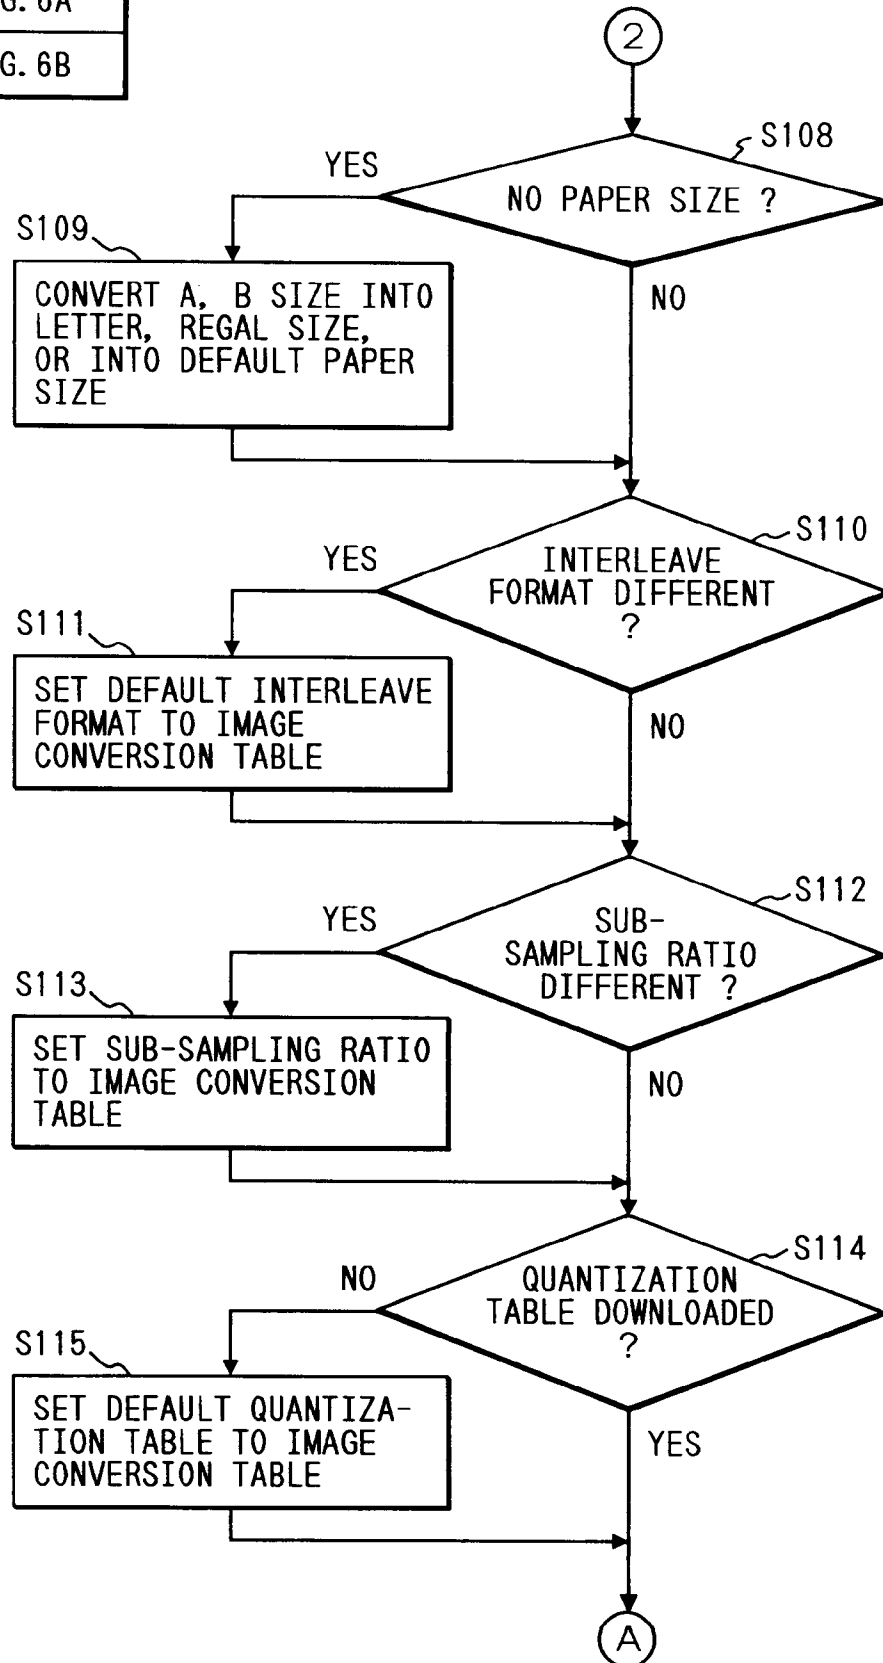 G. 6A
G. 6B
2
S108
YES
NO PAPER SIZE ?
S109
CONVERT A, B SIZE INTO
LETTER, REGAL SIZE,
OR INTO DEFAULT PAPER
SIZE
NO
S110
YES
INTERLEAVE
FORMAT DIFFERENT
?
S111
SET DEFAULT INTERLEAVE
FORMAT TO IMAGE
CONVERSION TABLE
NO
S112
YES
SUB-
SAMPLING RATIO
DIFFERENT ?
S113
SET SUB-SAMPLING RATIO
TO IMAGE CONVERSION
TABLE
NO
S114
NO
QUANTIZATION
TABLE DOWNLOADED
?
S115
SET DEFAULT QUANTIZA-
TION TABLE TO IMAGE
CONVERSION TABLE
YES
A